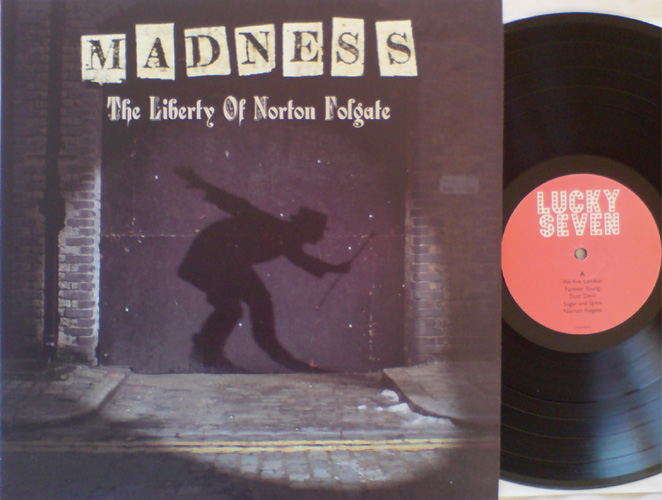 MADNESS
The Liberty Of Norton Folgate
LUCKY
SEVEN
A
We Are London
Forever Young
Dust Devil
Sugar and Spice
Norton Folgate